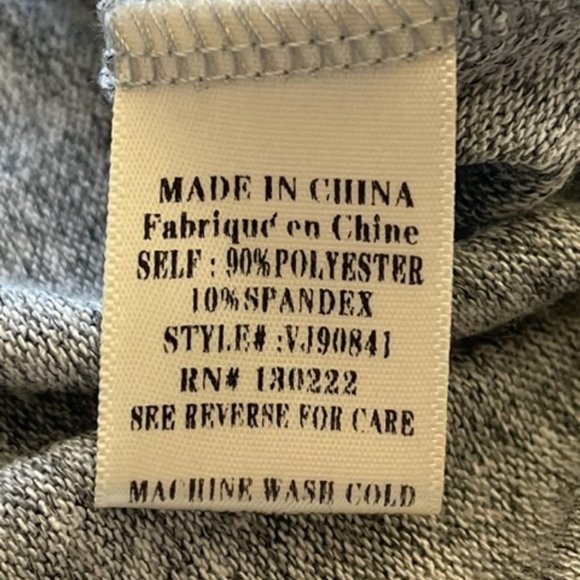 MADE IN CHINA
Fabriqué en Chine
SELF : 90%POLYESTER
10%SPANDEX
STYLE# :VJ90841
RN# 130222
SEE REVERSE FOR CARE
MACHINE WASH COLD